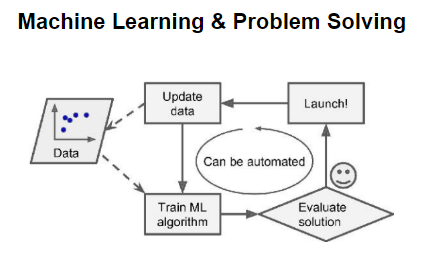 Machine Learning & Problem Solving
Update
data
Launch!
Data
Can be automated
Train ML
algorithm
Evaluate
solution